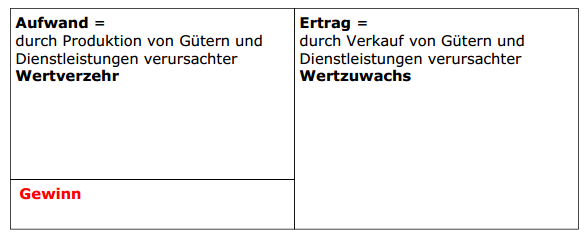 Aufwand =
durch Produktion von Gütern und
Dienstleistungen verursachter
Wertverzehr
Gewinn
Ertrag =
durch Verkauf von Gütern und
Dienstleistungen verursachter
Wertzuwachs